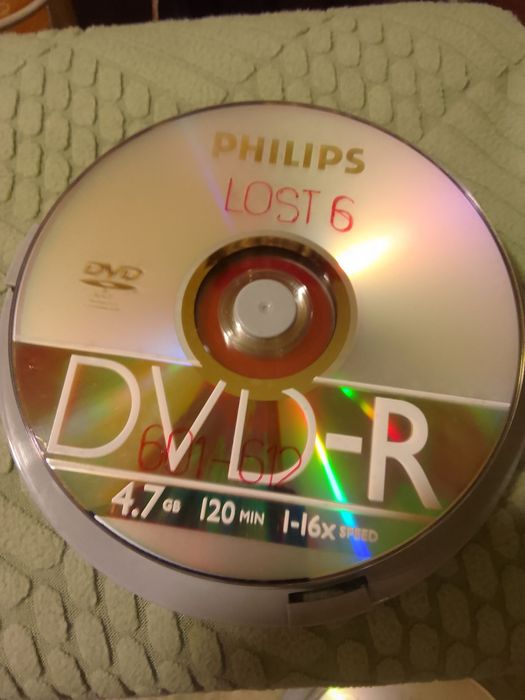 PHILIPS
LOST 6
DVD
DVD-R
601-612
4.7 GB 120 MIN 1-16x SPEED